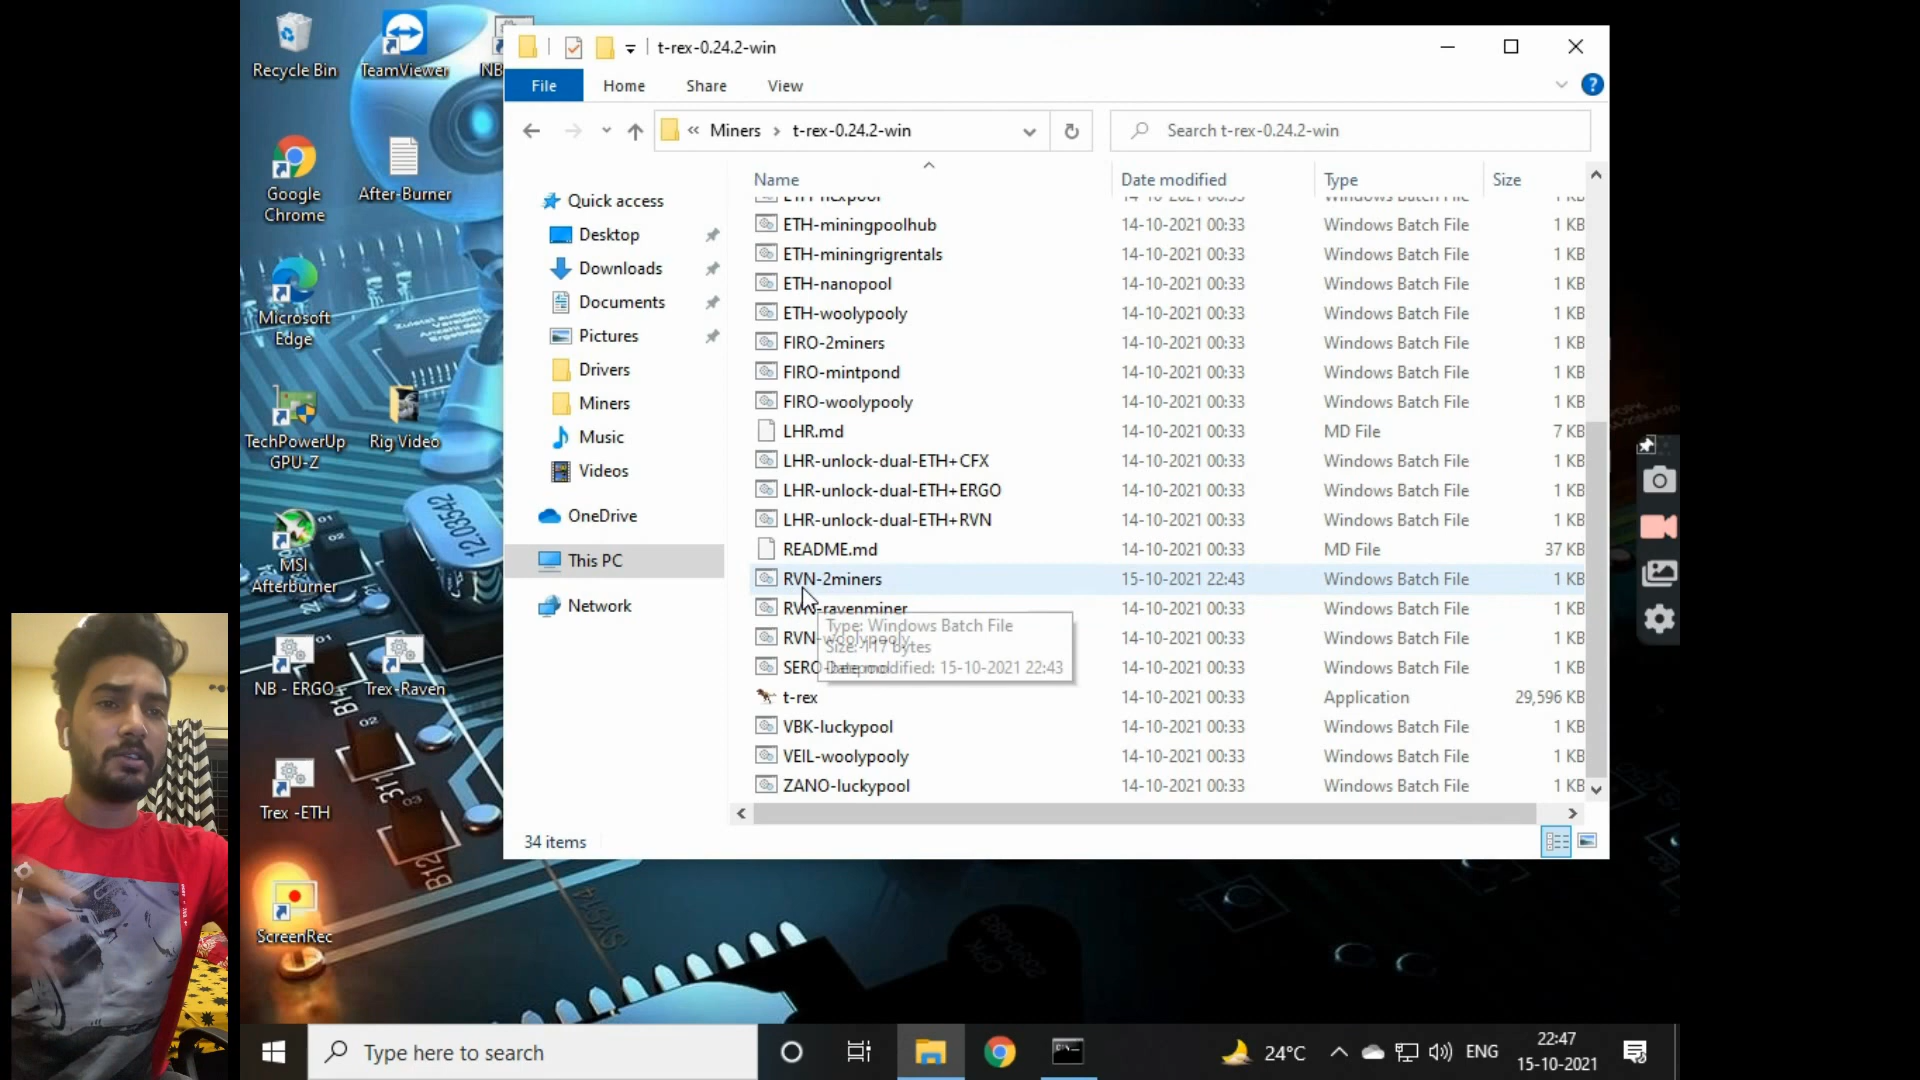 Recycle Bin
TeamViewer
NB
Google
Chrome
After-Burner
Microsoft
Edge
TechPowerUp
GPU-Z
Rig Video
MSI
Afterburner
NB - ERGO
Trex-Raven
Trex -ETH
ScreenRec
t-rex-0.24.2-win
File Home Share View
« Miners › t-rex-0.24.2-win
Search t-rex-0.24.2-win
Quick access
Desktop
Downloads
Documents
Pictures
Drivers
Miners
Music
Videos
OneDrive
This PC
Network
Name Date modified Type Size
ETH-miningpoolhub 14-10-2021 00:33 Windows Batch File 1 KB
ETH-miningrigrentals 14-10-2021 00:33 Windows Batch File 1 KB
ETH-nanopool 14-10-2021 00:33 Windows Batch File 1 KB
ETH-woolypooly 14-10-2021 00:33 Windows Batch File 1 KB
FIRO-2miners 14-10-2021 00:33 Windows Batch File 1 KB
FIRO-mintpond 14-10-2021 00:33 Windows Batch File 1 KB
FIRO-woolypooly 14-10-2021 00:33 Windows Batch File 1 KB
LHR.md 14-10-2021 00:33 MD File 7 KB
LHR-unlock-dual-ETH+CFX 14-10-2021 00:33 Windows Batch File 1 KB
LHR-unlock-dual-ETH+ERGO 14-10-2021 00:33 Windows Batch File 1 KB
LHR-unlock-dual-ETH+RVN 14-10-2021 00:33 Windows Batch File 1 KB
README.md 14-10-2021 00:33 MD File 37 KB
RVN-2miners 15-10-2021 22:43 Windows Batch File 1 KB
RVN-ravenminer 14-10-2021 00:33 Windows Batch File 1 KB
RVN-woolypooly 14-10-2021 00:33 Windows Batch File 1 KB
SERO 14-10-2021 00:33 Windows Batch File 1 KB
t-rex 14-10-2021 00:33 Application 29,596 KB
VBK-luckypool 14-10-2021 00:33 Windows Batch File 1 KB
VEIL-woolypooly 14-10-2021 00:33 Windows Batch File 1 KB
ZANO-luckypool 14-10-2021 00:33 Windows Batch File 1 KB
Type: Windows Batch File
Size: 117 bytes
Date modified: 15-10-2021 22:43
34 items
12.03542
01
02
B11
311
03
B12
SYS14
Type here to search
24°C
ENG
22:47
15-10-2021